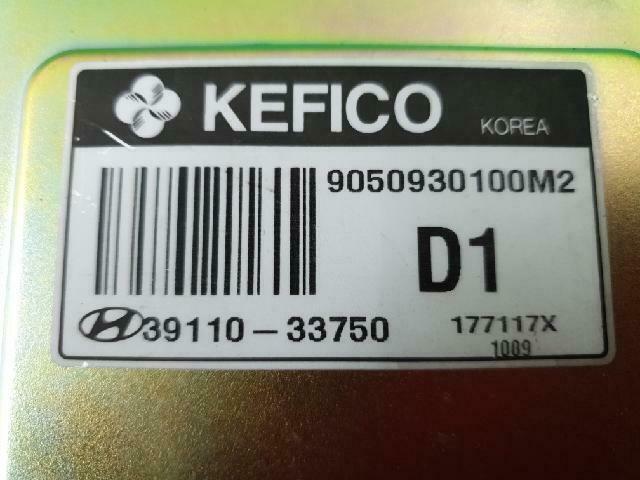 KEFICO KOREA
9050930100M2
D1
39110-33750 177117X
1009